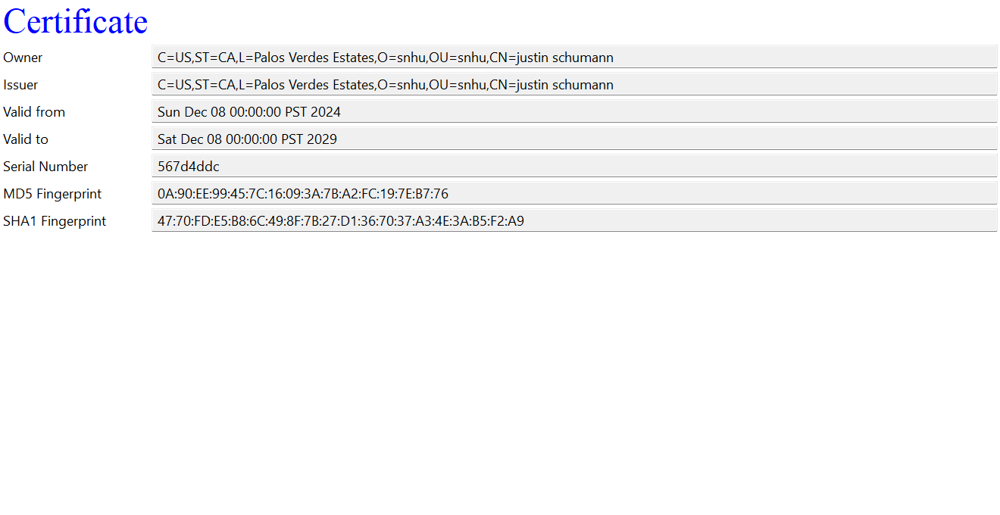 Certificate
Owner C=US,ST=CA,L=Palos Verdes Estates,O=snhu,OU=snhu,CN=justin schumann
Issuer C=US,ST=CA,L=Palos Verdes Estates,O=snhu,OU=snhu,CN=justin schumann
Valid from Sun Dec 08 00:00:00 PST 2024
Valid to Sat Dec 08 00:00:00 PST 2029
Serial Number 567d4ddc
MD5 Fingerprint 0A:90:EE:99:45:7C:16:09:3A:7B:A2:FC:19:7E:B7:76
SHA1 Fingerprint 47:70:FD:E5:B8:6C:49:8F:7B:27:D1:36:70:37:A3:4E:3A:B5:F2:A9